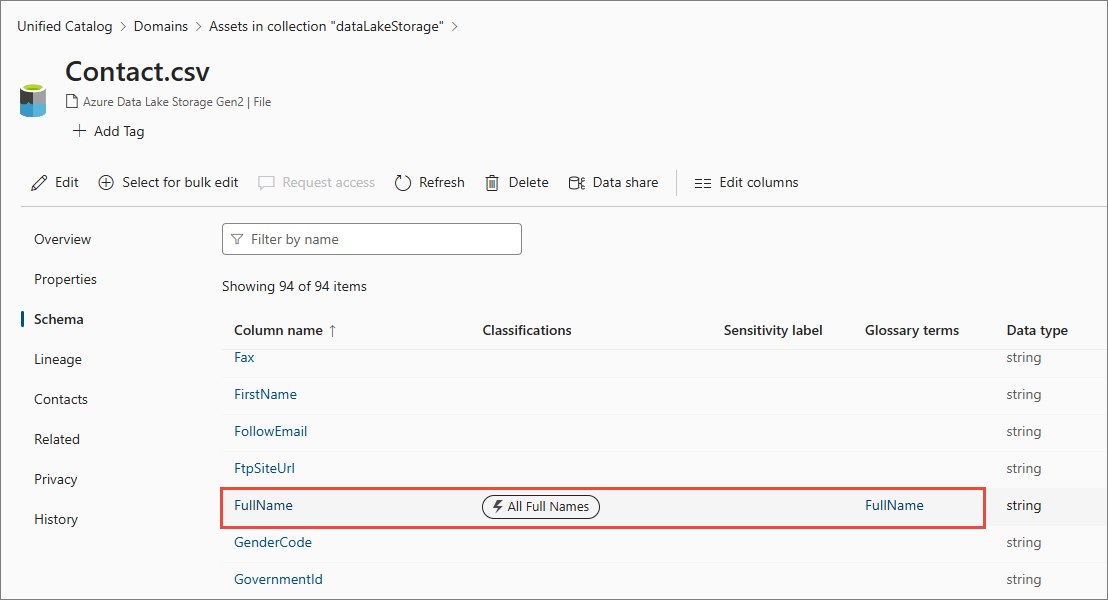 Unified Catalog > Domains > Assets in collection "dataLakeStorage" >
Contact.csv
Azure Data Lake Storage Gen2 | File
+ Add Tag
Edit Select for bulk edit Request access Refresh Delete Data share Edit columns
Overview
Properties
Schema
Lineage
Contacts
Related
Privacy
History
Filter by name
Showing 94 of 94 items
Column name ↑ Classifications Sensitivity label Glossary terms Data type
Fax string
FirstName string
FollowEmail string
FtpSiteUrl string
FullName All Full Names FullName string
GenderCode string
GovernmentId string